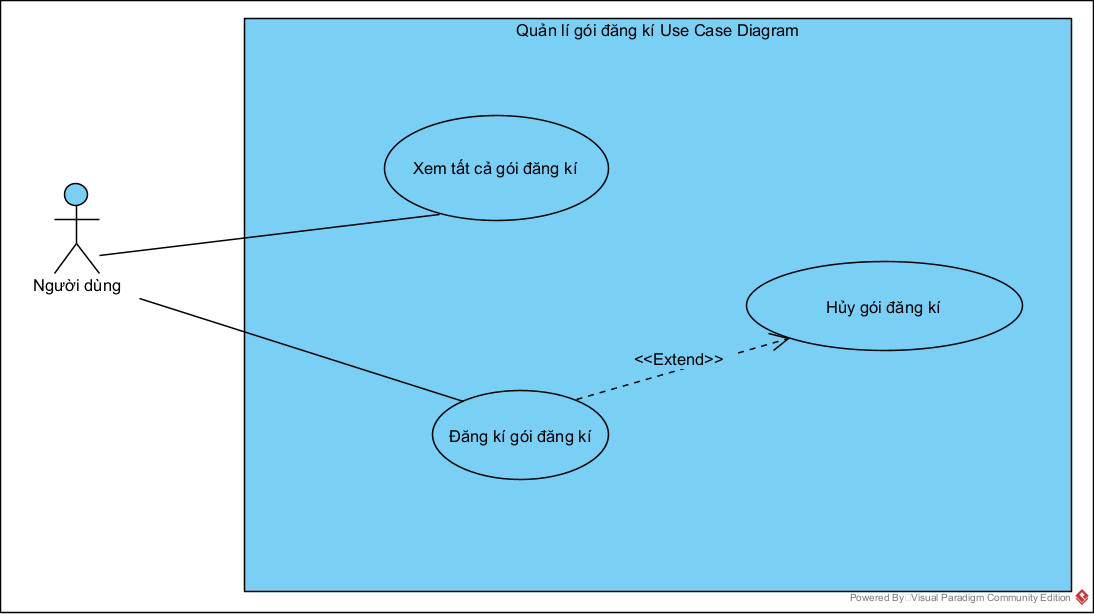 Quản lí gói đăng kí Use Case Diagram
Xem tất cả gói đăng kí
Người dùng
Hủy gói đăng kí
<<Extend>>
Đăng kí gói đăng kí
Powered By Visual Paradigm Community Edition